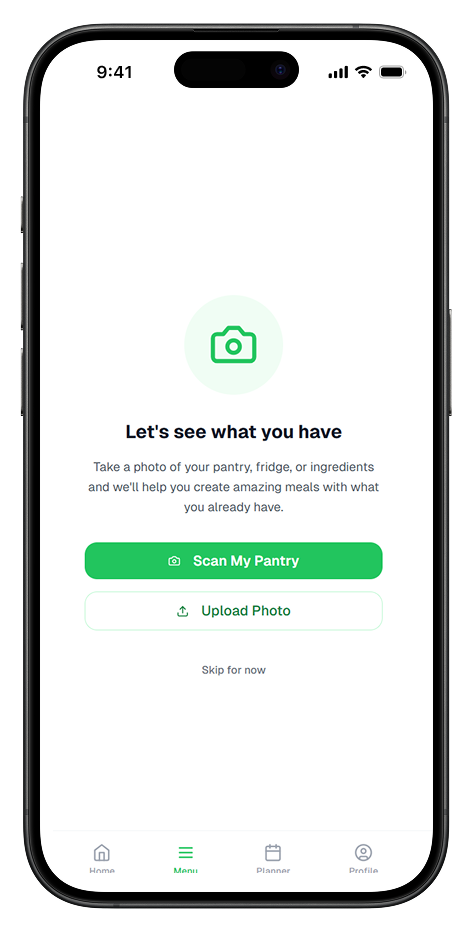 9:41
Let's see what you have
Take a photo of your pantry, fridge, or ingredients
and we'll help you create amazing meals with what
you already have.
Scan My Pantry
Upload Photo
Skip for now
Home Menu Planner Profile